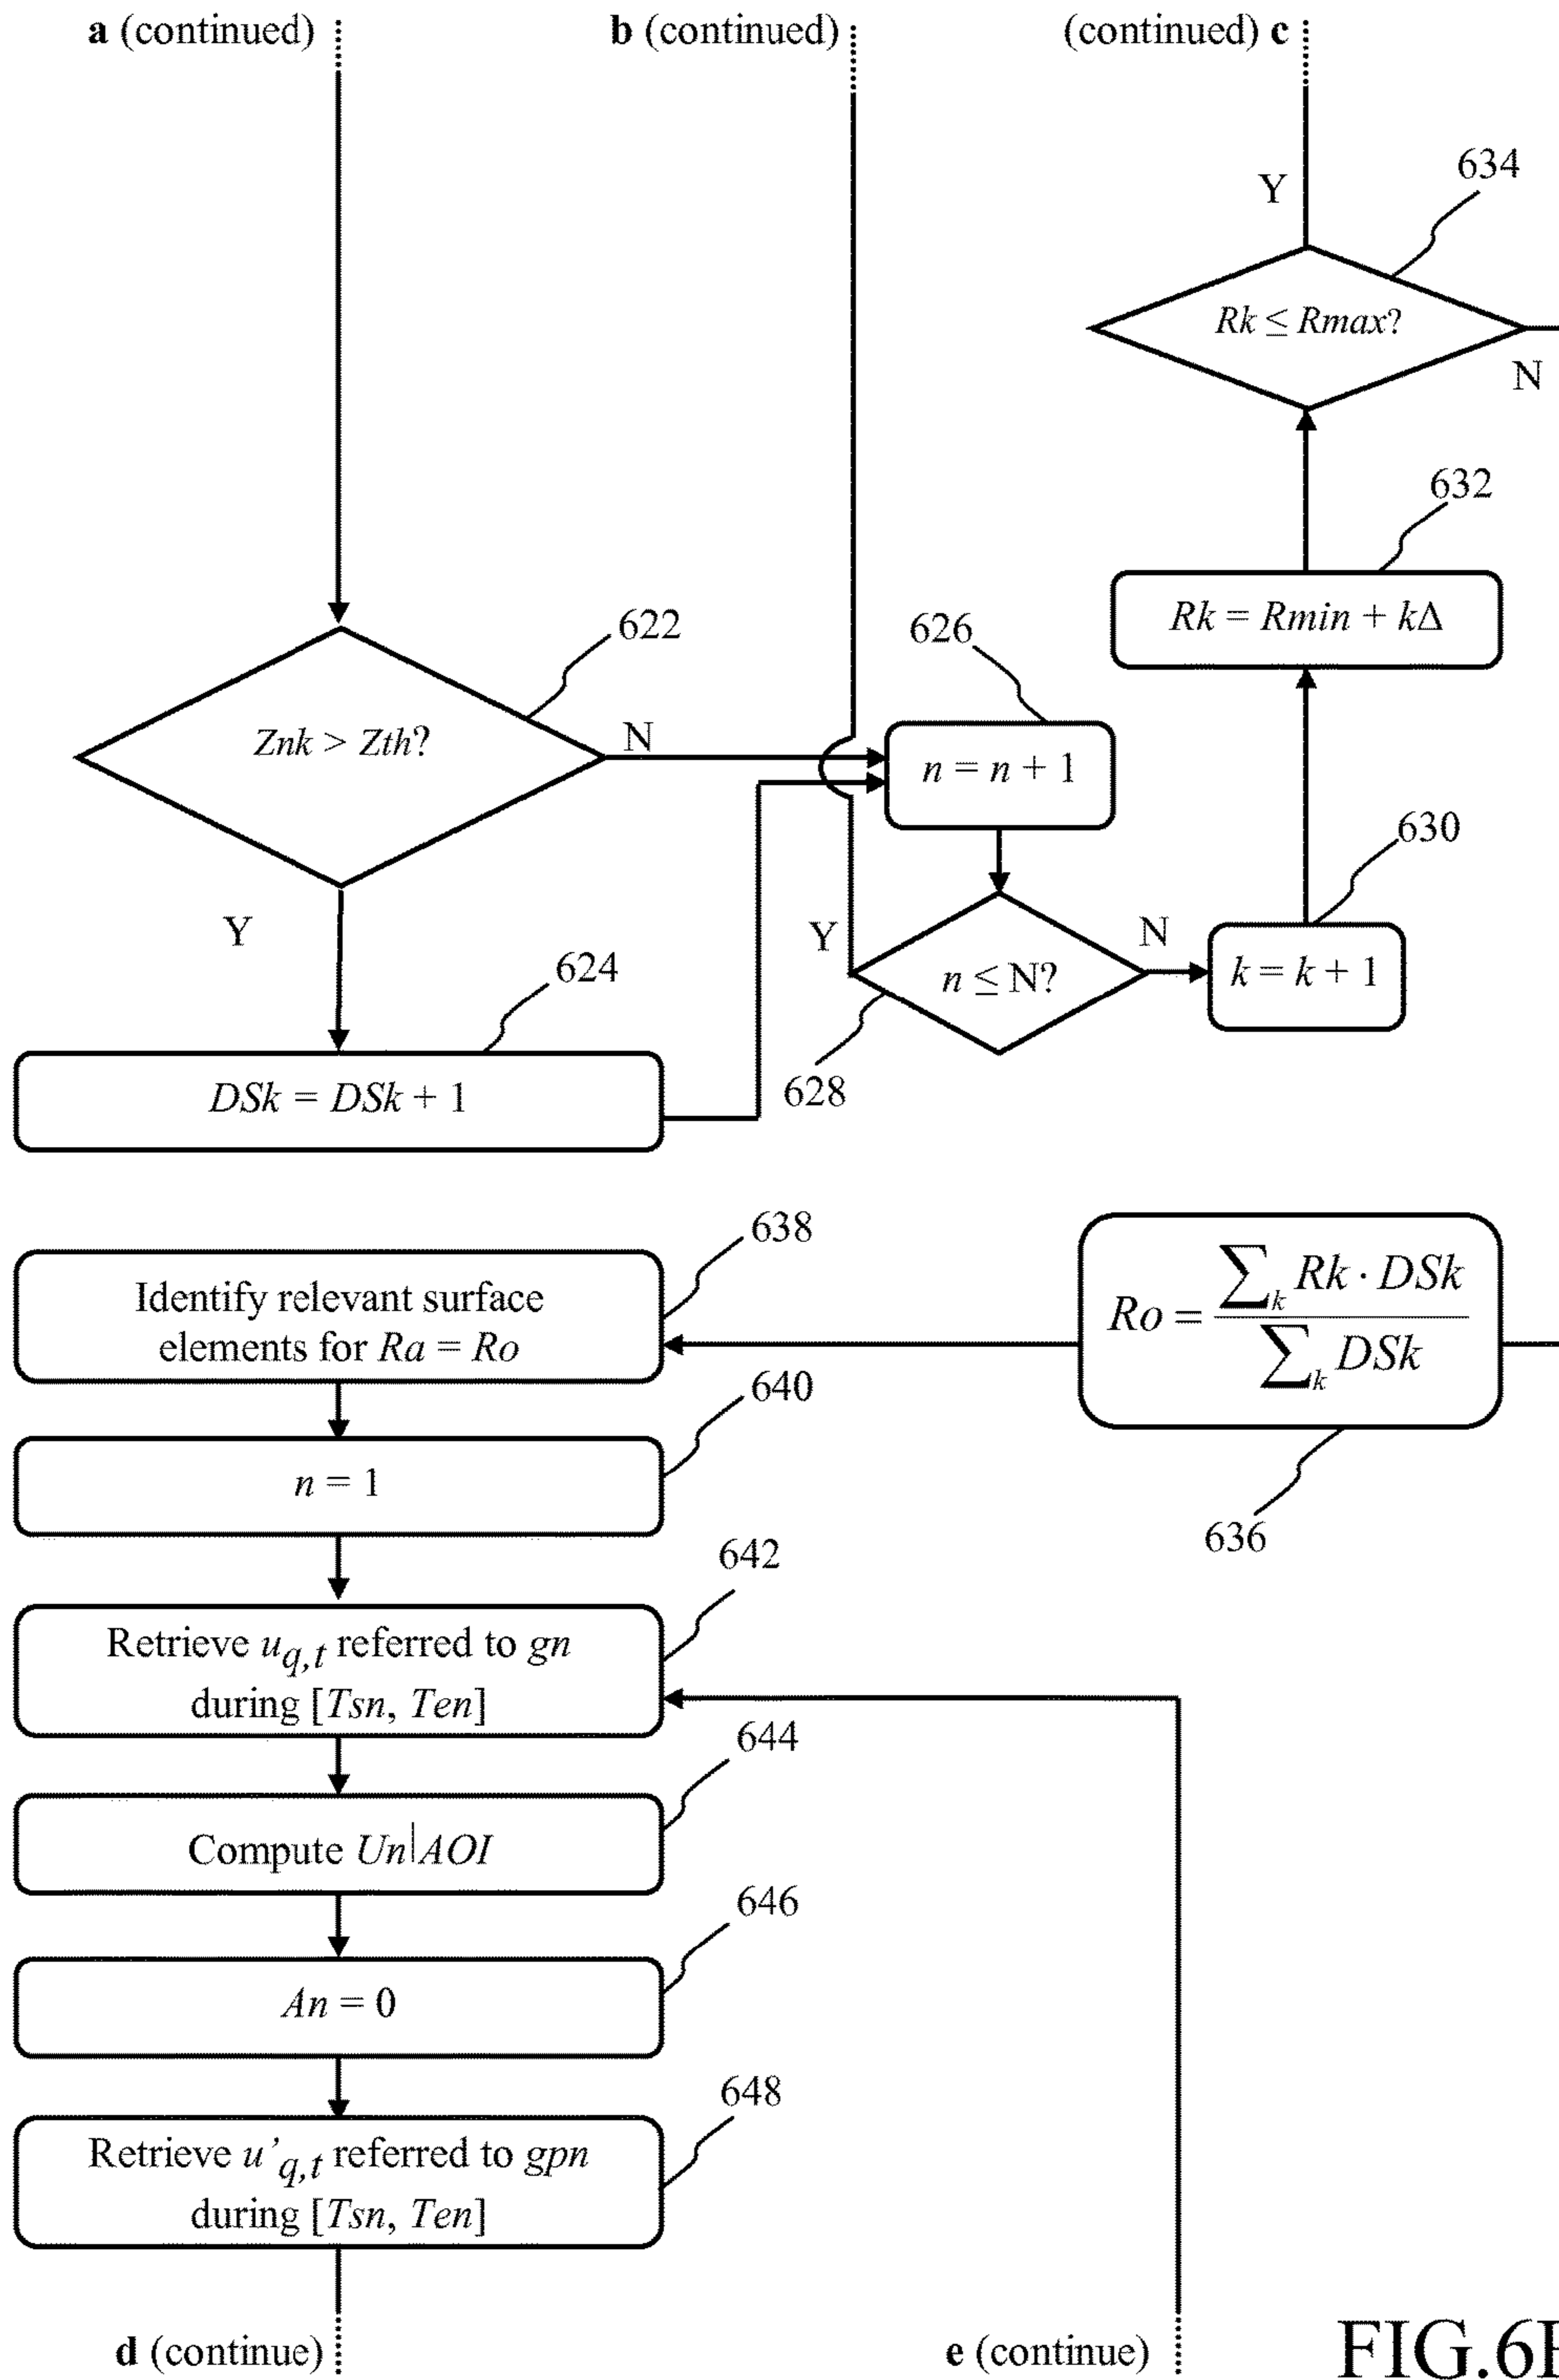 a (continued)
b (continued)
(continued) c
634
Y
Rk ≤ Rmax?
N
632
Rk = Rmin + kΔ
622
626
Znk > Zth?
N
n = n + 1
630
Y
Y
N
624
n ≤ N?
k = k + 1
628
DSk = DSk + 1
638
Identify relevant surface
elements for Ra = Ro
Ro = ∑k Rk · DSk / ∑k DSk
640
n = 1
636
642
Retrieve uq,t referred to gn
during [Tsn, Ten]
644
Compute Un|AOI
646
An = 0
648
Retrieve u’q,t referred to gpn
during [Tsn, Ten]
d (continue)
e (continue)